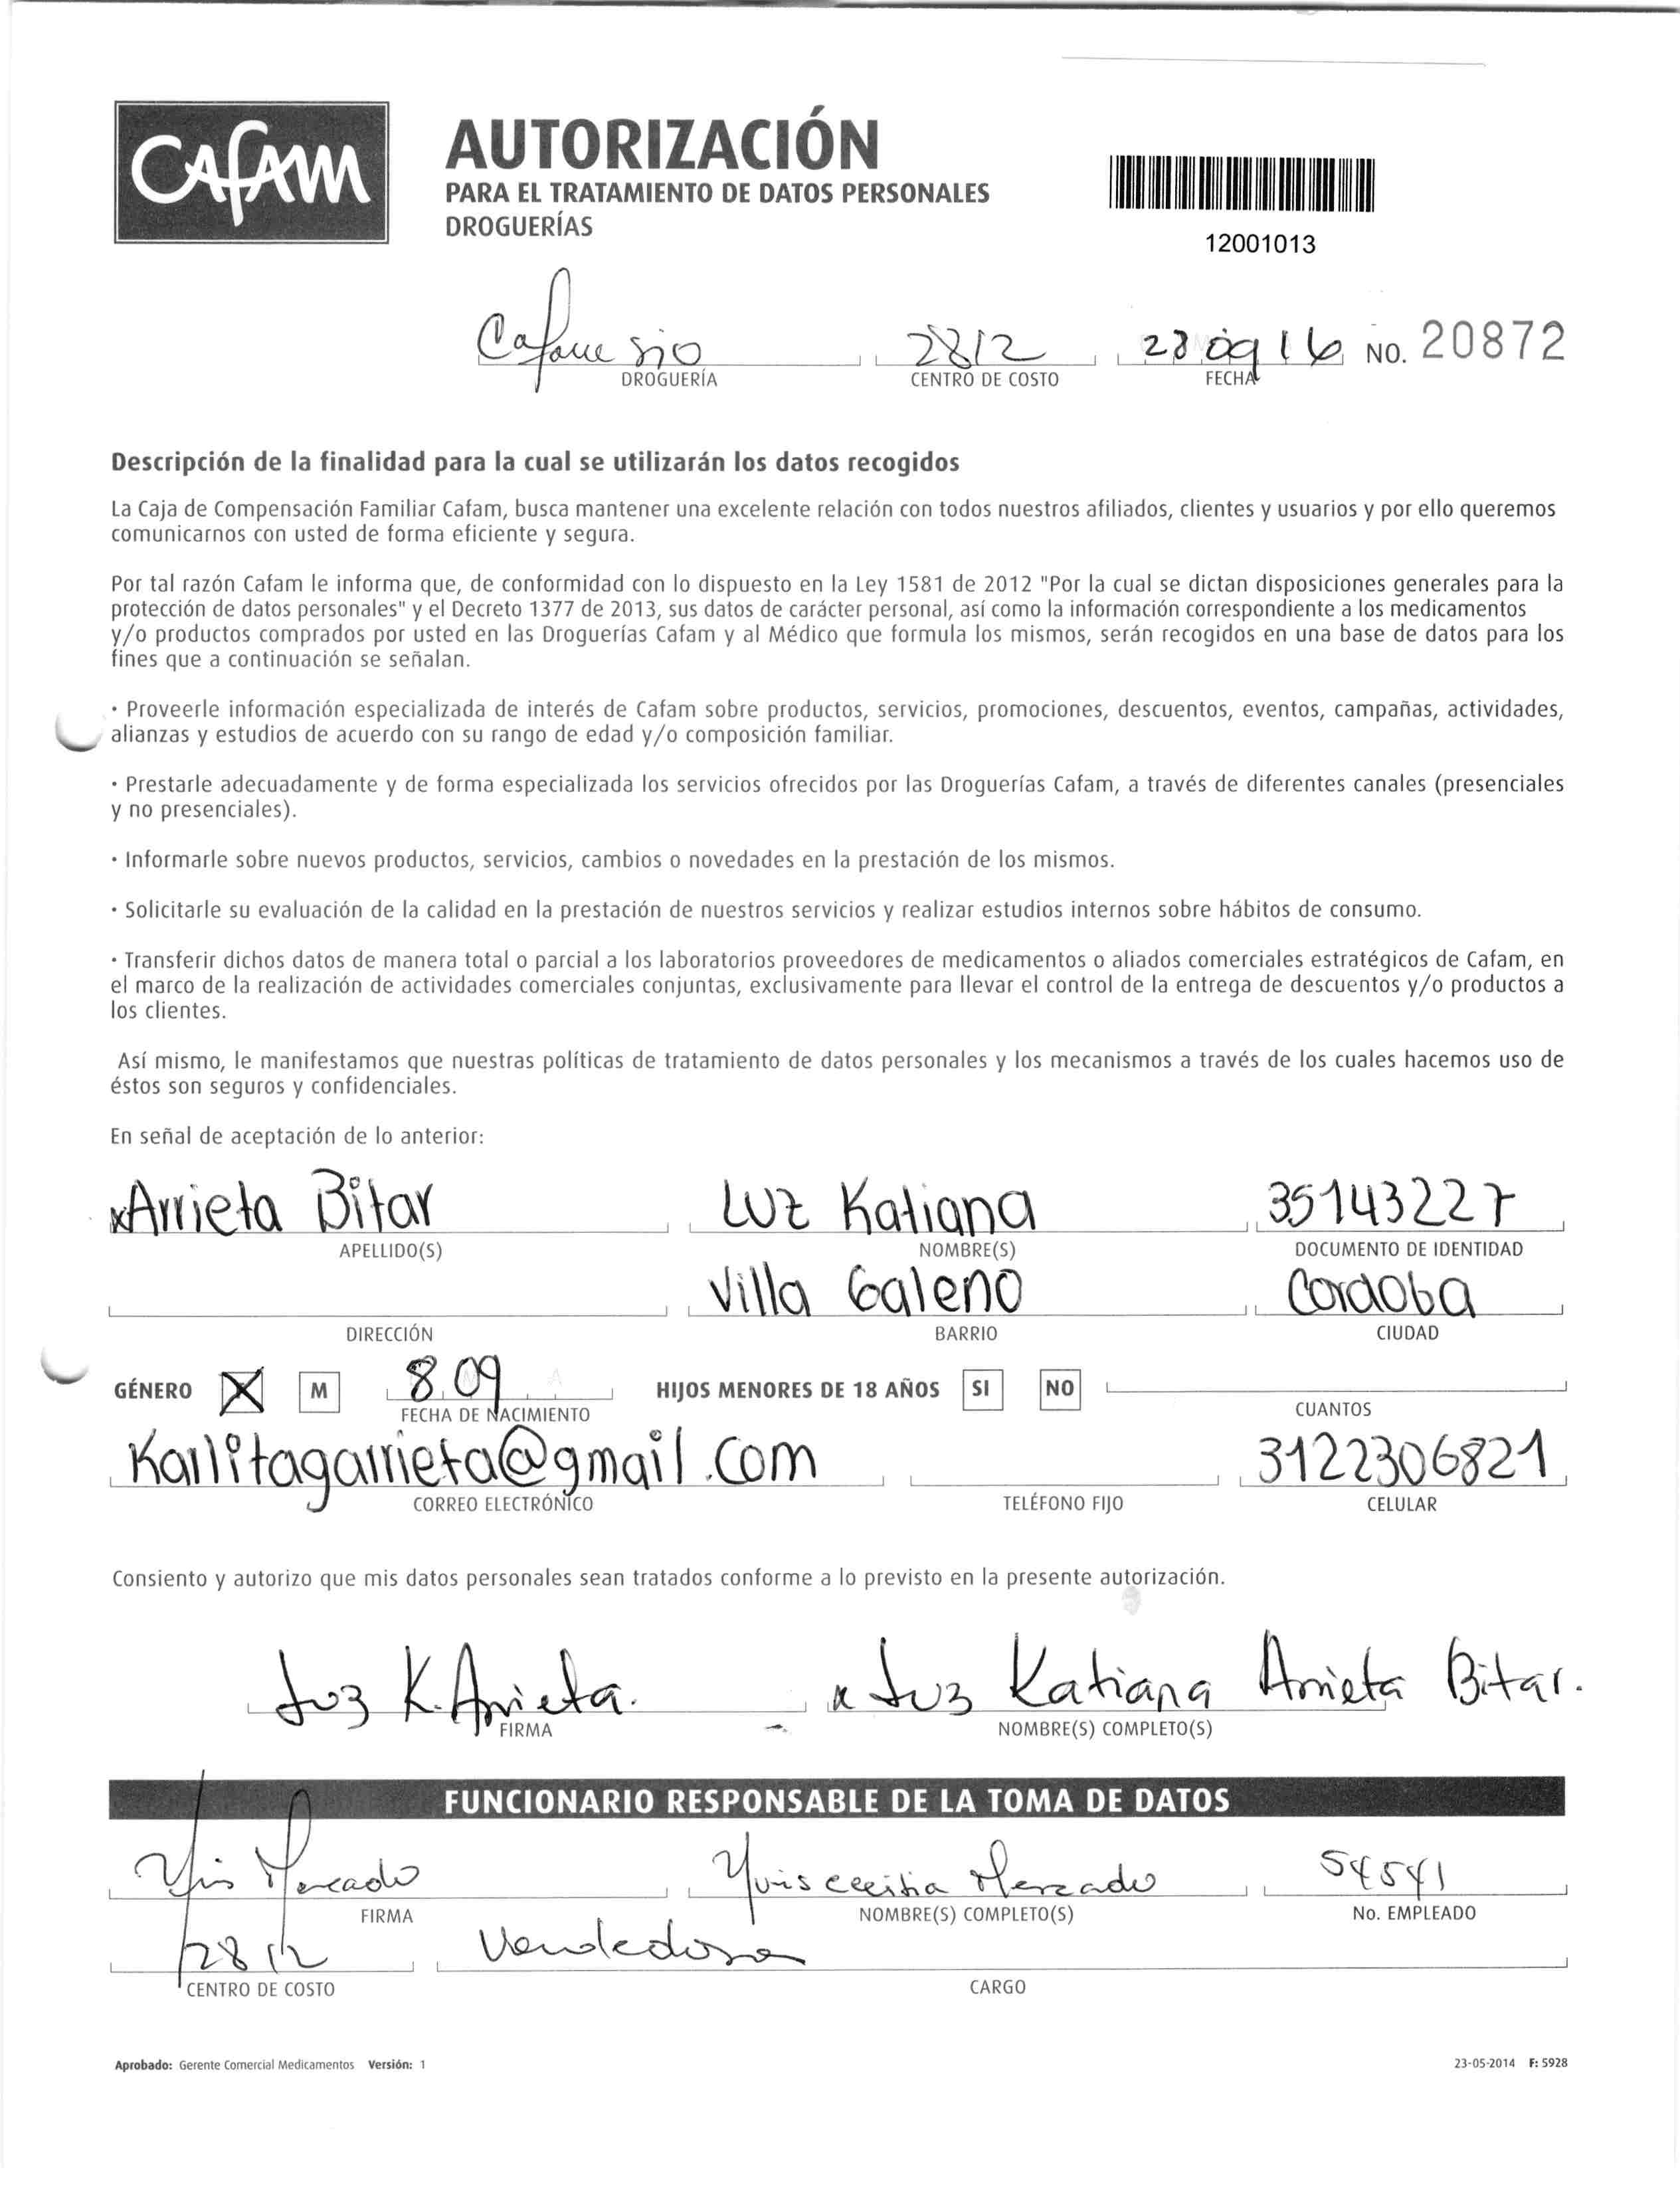 CAFAM
AUTORIZACIÓN
PARA EL TRATAMIENTO DE DATOS PERSONALES
DROGUERÍAS
12001013
2812 28 09 16 NO. 20872
DROGUERÍA CENTRO DE COSTO FECHA
Descripción de la finalidad para la cual se utilizarán los datos recogidos
La Caja de Compensación Familiar Cafam, busca mantener una excelente relación con todos nuestros afiliados, clientes y usuarios y por ello queremos
comunicarnos con usted de forma eficiente y segura.
Por tal razón Cafam le informa que, de conformidad con lo dispuesto en la Ley 1581 de 2012 "Por la cual se dictan disposiciones generales para la
protección de datos personales" y el Decreto 1377 de 2013, sus datos de carácter personal, así como la información correspondiente a los medicamentos
y/o productos comprados por usted en las Droguerías Cafam y al Médico que formula los mismos, serán recogidos en una base de datos para los
fines que a continuación se señalan.
· Proveerle información especializada de interés de Cafam sobre productos, servicios, promociones, descuentos, eventos, campañas, actividades,
alianzas y estudios de acuerdo con su rango de edad y/o composición familiar.
· Prestarle adecuadamente y de forma especializada los servicios ofrecidos por las Droguerías Cafam, a través de diferentes canales (presenciales
y no presenciales).
· Informarle sobre nuevos productos, servicios, cambios o novedades en la prestación de los mismos.
· Solicitarle su evaluación de la calidad en la prestación de nuestros servicios y realizar estudios internos sobre hábitos de consumo.
· Transferir dichos datos de manera total o parcial a los laboratorios proveedores de medicamentos o aliados comerciales estratégicos de Cafam, en
el marco de la realización de actividades comerciales conjuntas, exclusivamente para llevar el control de la entrega de descuentos y/o productos a
los clientes.
Así mismo, le manifestamos que nuestras políticas de tratamiento de datos personales y los mecanismos a través de los cuales hacemos uso de
éstos son seguros y confidenciales.
En señal de aceptación de lo anterior:
x Arrieta Bitar Luz Katiana 35143227
APELLIDO(S) NOMBRE(S) DOCUMENTO DE IDENTIDAD
Villa Galeno Cordoba
DIRECCIÓN BARRIO CIUDAD
GÉNERO X M 8 09 HIJOS MENORES DE 18 AÑOS SI NO
FECHA DE NACIMIENTO CUANTOS
Karlitagarrieta@gmail.com 3122306821
CORREO ELECTRÓNICO TELÉFONO FIJO CELULAR
Consiento y autorizo que mis datos personales sean tratados conforme a lo previsto en la presente autorización.
Luz K. Arrieta. x Luz Katiana Arrieta Bitar.
FIRMA NOMBRE(S) COMPLETO(S)
FUNCIONARIO RESPONSABLE DE LA TOMA DE DATOS
Yris Mercado Mercado 54541
FIRMA NOMBRE(S) COMPLETO(S) No. EMPLEADO
2812 Vendedora
CENTRO DE COSTO CARGO
Aprobado: Gerente Comercial Medicamentos Versión: 1 23-05-2014 F: 5928